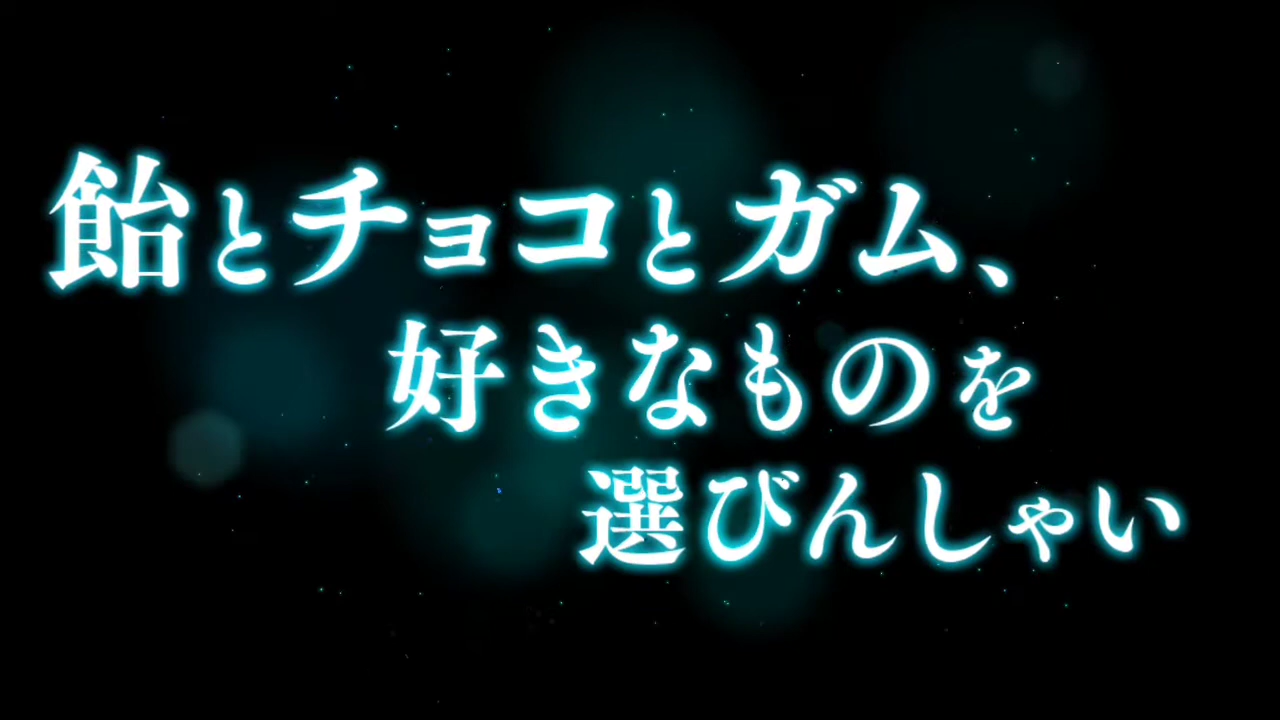 飴とチョコとガム、
好きなものを
選びんしゃい